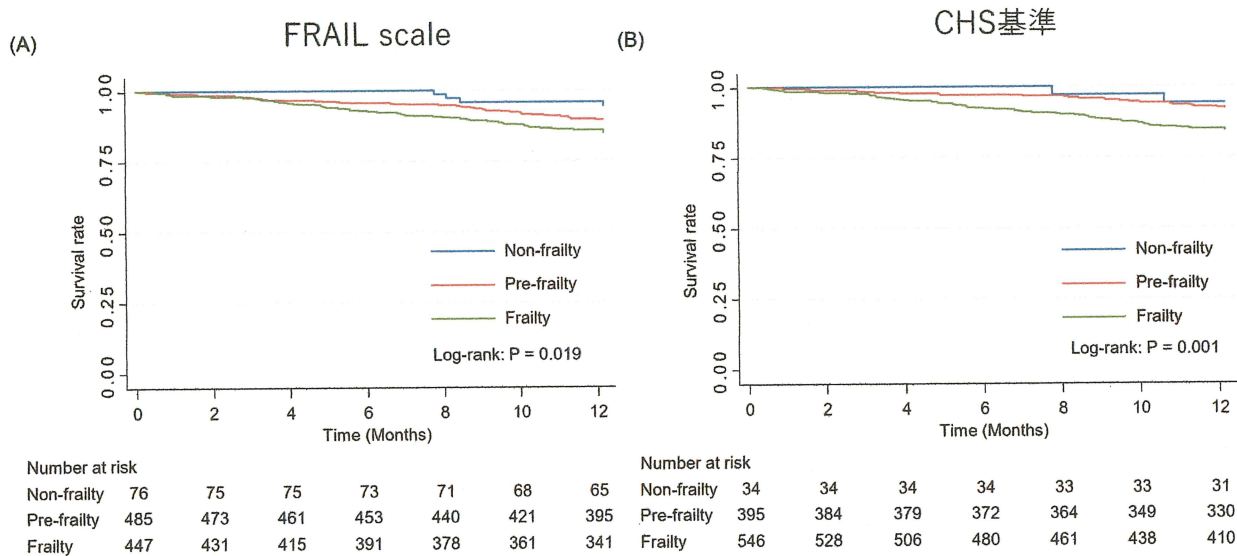 (A)
FRAIL scale
Survival rate
1.00
0.75
0.50
0.25
0.00
Non-frailty
Pre-frailty
Frailty
Log-rank: P = 0.019
0 2 4 6 8 10 12
Time (Months)
Number at risk
Non-frailty 76 75 75 73 71 68 65
Pre-frailty 485 473 461 453 440 421 395
Frailty 447 431 415 391 378 361 341
(B)
CHS基準
Survival rate
1.00
0.75
0.50
0.25
0.00
Non-frailty
Pre-frailty
Frailty
Log-rank: P = 0.001
0 2 4 6 8 10 12
Time (Months)
Number at risk
Non-frailty 34 34 34 34 33 33 31
Pre-frailty 395 384 379 372 364 349 330
Frailty 546 528 506 480 461 438 410